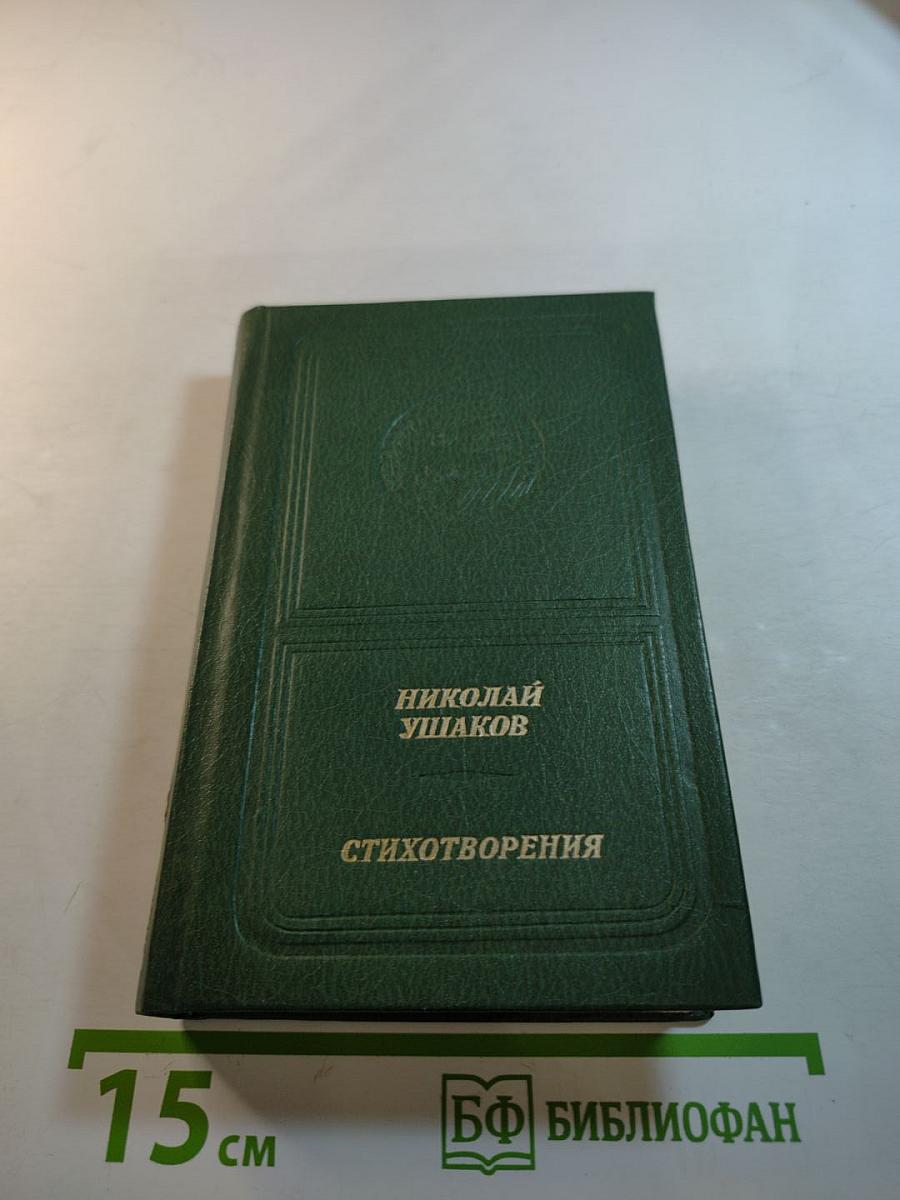 НИКОЛАЙ
УШАКОВ
СТИХОТВОРЕНИЯ
15 см
БФ БИБЛИОФАН